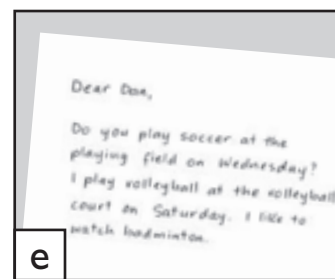 Dear Dan,
Do you play soccer at the
playing field on Wednesday?
I play volleyball at the volleyball
court on Saturday. I like to
watch badminton.
e